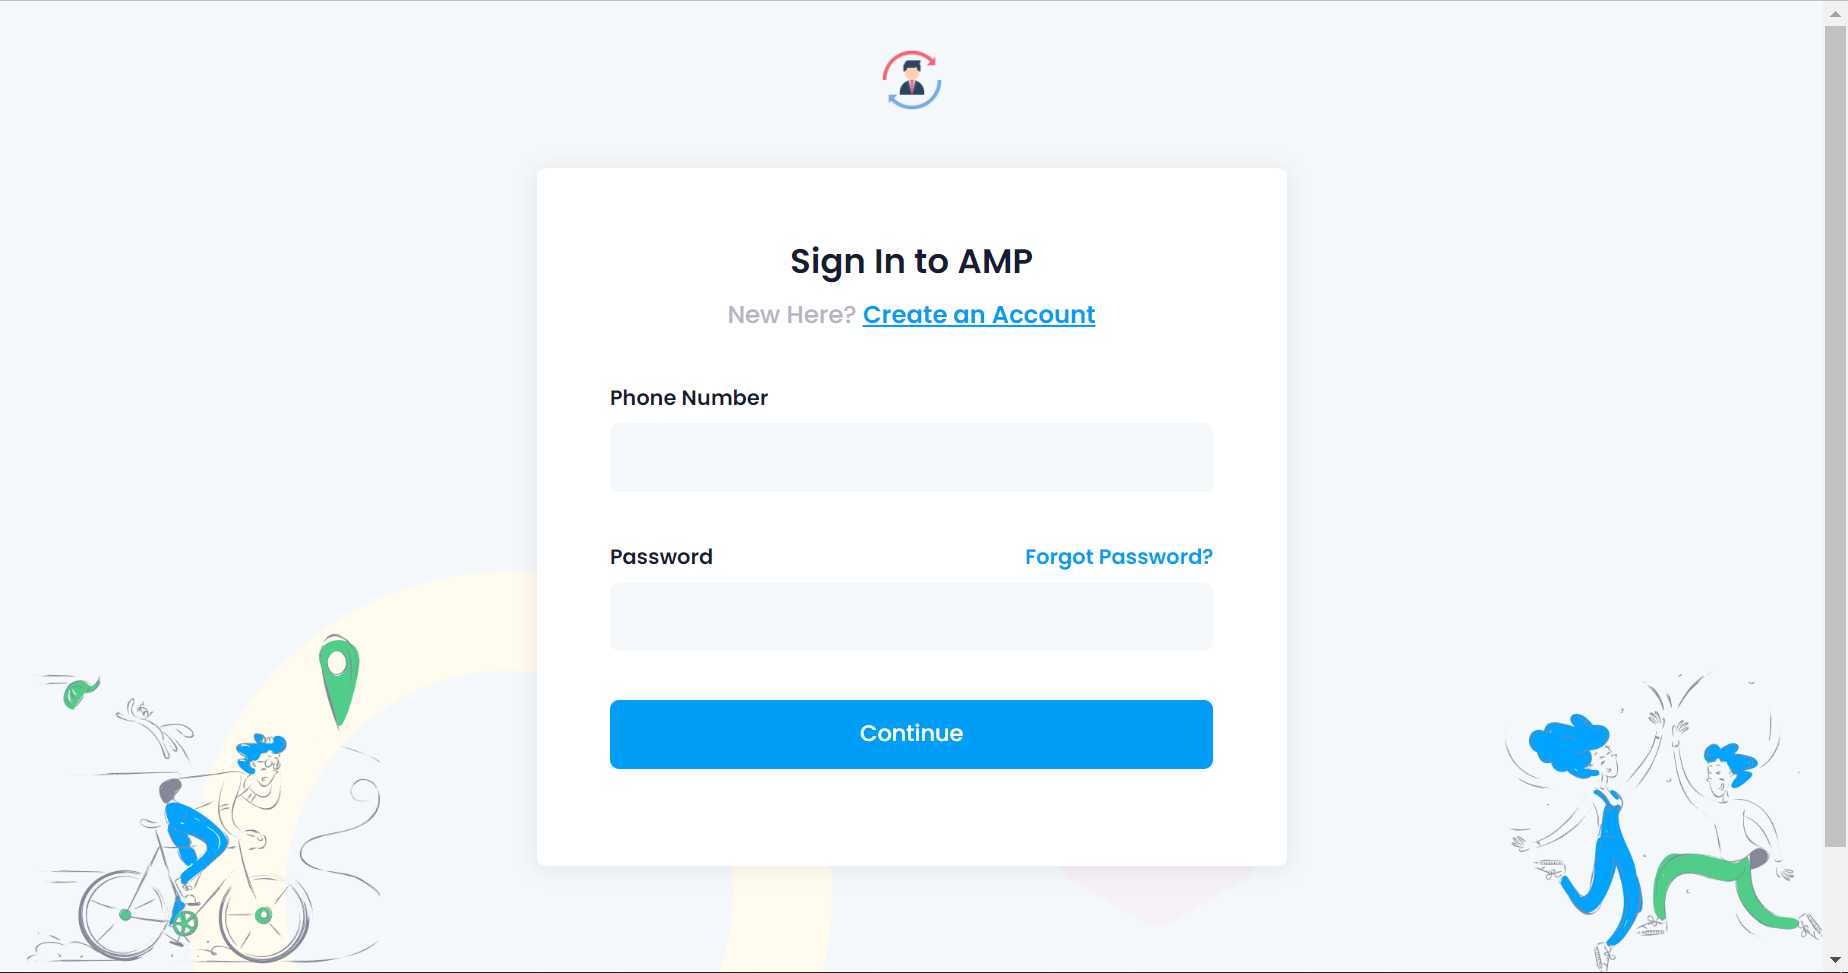 Sign In to AMP
New Here? Create an Account
Phone Number
Password Forgot Password?
Continue